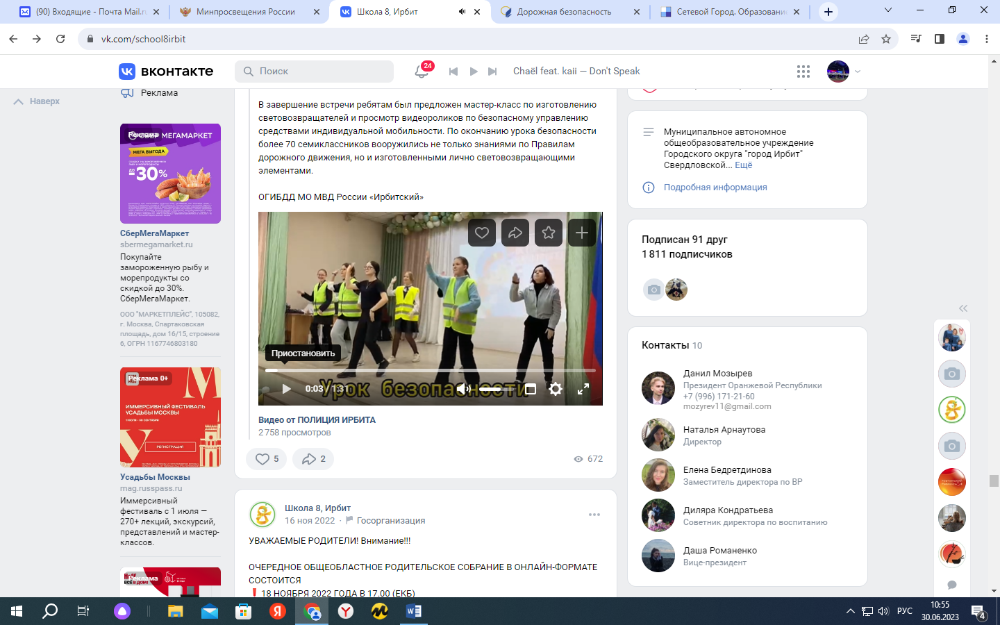 (90) Входящие - Почта Mail.ru
Минпросвещения России
Школа 8, Ирбит
Дорожная безопасность
Сетевой Город. Образование
vk.com/school8irbit
вконтакте
Поиск
24
Chaël feat. kaii — Don't Speak
Наверх
Реклама
Реклама
МЕГАМАРКЕТ
МЕГА ВЫГОДА
ДО
-30%
СберМегаМаркет
sbermegamarket.ru
Покупайте
замороженную рыбу и
морепродукты со
скидкой до 30%.
СберМегаМаркет.
ООО "МАРКЕТПЛЕЙС", 105082,
г. Москва, Спартаковская
площадь, дом 16/15, строение
6, ОГРН 1167746803180
Реклама 0+
ИММЕРСИВНЫЙ ФЕСТИВАЛЬ
УСАДЬБЫ МОСКВЫ
РЕГИСТРАЦИЯ
Усадьбы Москвы
mag.russpass.ru
Иммерсивный
фестиваль с 1 июля —
270+ лекций, экскурсий,
представлений и мастер-
классов.
Реклама
ВСЁ В ДОМ!
В завершение встречи ребятам был предложен мастер-класс по изготовлению
световозвращателей и просмотр видеороликов по безопасному управлению
средствами индивидуальной мобильности. По окончанию урока безопасности
более 70 семиклассников вооружились не только знаниями по Правилам
дорожного движения, но и изготовленными лично световозвращающими
элементами.
ОГИБДД МО МВД России «Ирбитский»
Приостановить
0:03 / 1:31
Урок безопасности
Видео от ПОЛИЦИЯ ИРБИТА
2 758 просмотров
5
2
672
Школа 8, Ирбит
16 ноя 2022 · Госорганизация
УВАЖАЕМЫЕ РОДИТЕЛИ! Внимание!!!
ОЧЕРЕДНОЕ ОБЩЕОБЛАСТНОЕ РОДИТЕЛЬСКОЕ СОБРАНИЕ В ОНЛАЙН-ФОРМАТЕ
СОСТОИТСЯ
❗ 18 НОЯБРЯ 2022 ГОДА В 17.00 (ЕКБ)
Муниципальное автономное
общеобразовательное учреждение
Городского округа "город Ирбит"
Свердловской... Ещё
Подробная информация
Подписан 91 друг
1 811 подписчиков
Контакты 10
Данил Мозырев
Президент Оранжевой Республики
+7 (996) 171-21-60
mozyrev11@gmail.com
Наталья Арнаутова
Директор
Елена Бедретдинова
Заместитель директора по ВР
Диляра Кондратьева
Советник директора по воспитанию
Даша Романенко
Вице-президент
РУС
10:55
30.06.2023
4